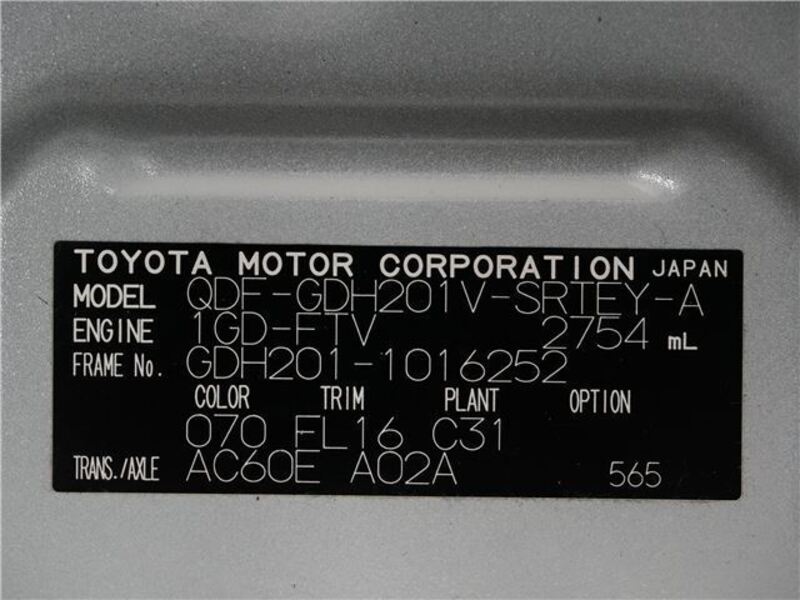 TOYOTA MOTOR CORPORATION JAPAN
MODEL QDF-GDH201V-SRTEY-A
ENGINE 1GD-FTV 2754 mL
FRAME No. GDH201-1016252
COLOR TRIM PLANT OPTION
070 FL16 C31
TRANS./AXLE AC60E A02A 565